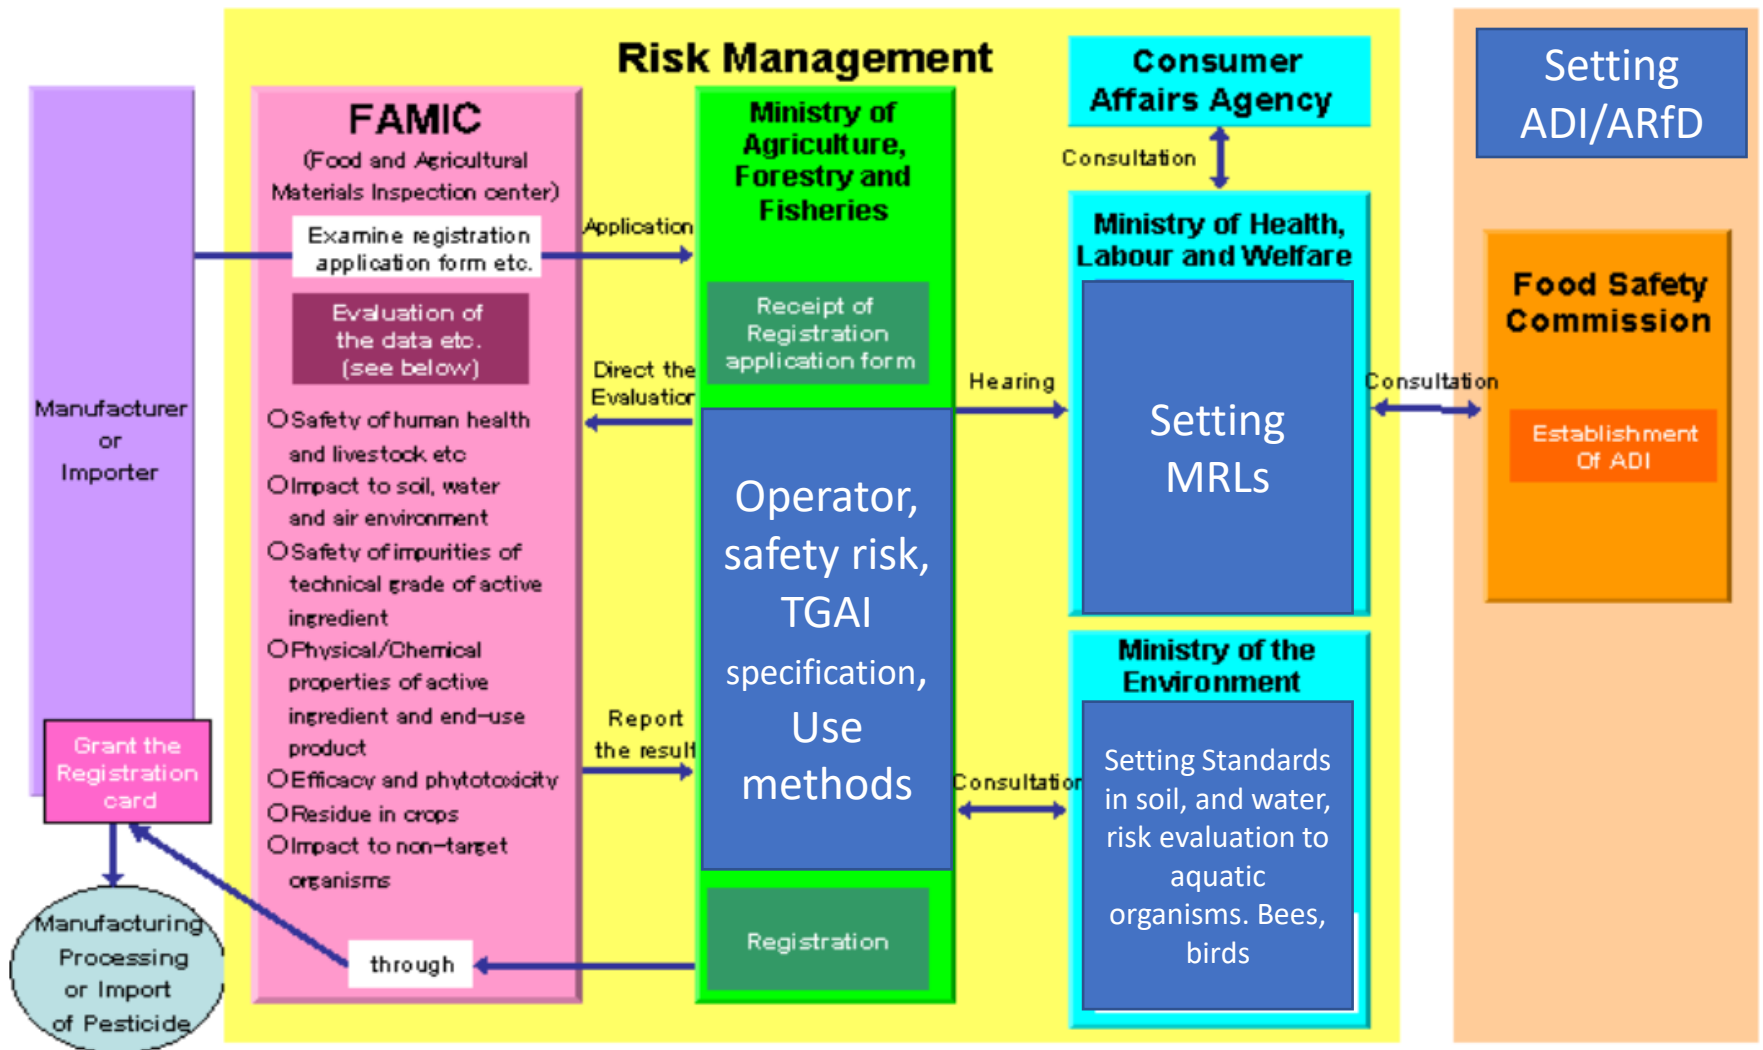 Risk Management
Manufacturer
or
Importer
Grant the
Registration
card
Manufacturing
Processing
or Import
of Pesticide
FAMIC
(Food and Agricultural
Materials Inspection center)
Examine registration
application form etc.
Evaluation of
the data etc.
(see below)
○Safety of human health
and livestock etc
○Impact to soil, water
and air environment
○Safety of impurities of
technical grade of active
ingredient
○Physical/Chemical
properties of active
ingredient and end-use
product
○Efficacy and phytotoxicity
○Residue in crops
○Impact to non-target
organisms
through
Application
Direct the
Evaluation
Report
the result
Ministry of
Agriculture,
Forestry and
Fisheries
Receipt of
Registration
application form
Operator,
safety risk,
TGAI
specification,
Use
methods
Registration
Hearing
Consultation
Consumer
Affairs Agency
Consultation
Ministry of Health,
Labour and Welfare
Setting
MRLs
Ministry of the
Environment
Setting Standards
in soil, and water,
risk evaluation to
aquatic
organisms. Bees,
birds
Consultation
Setting
ADI/ARfD
Food Safety
Commission
Establishment
Of ADI